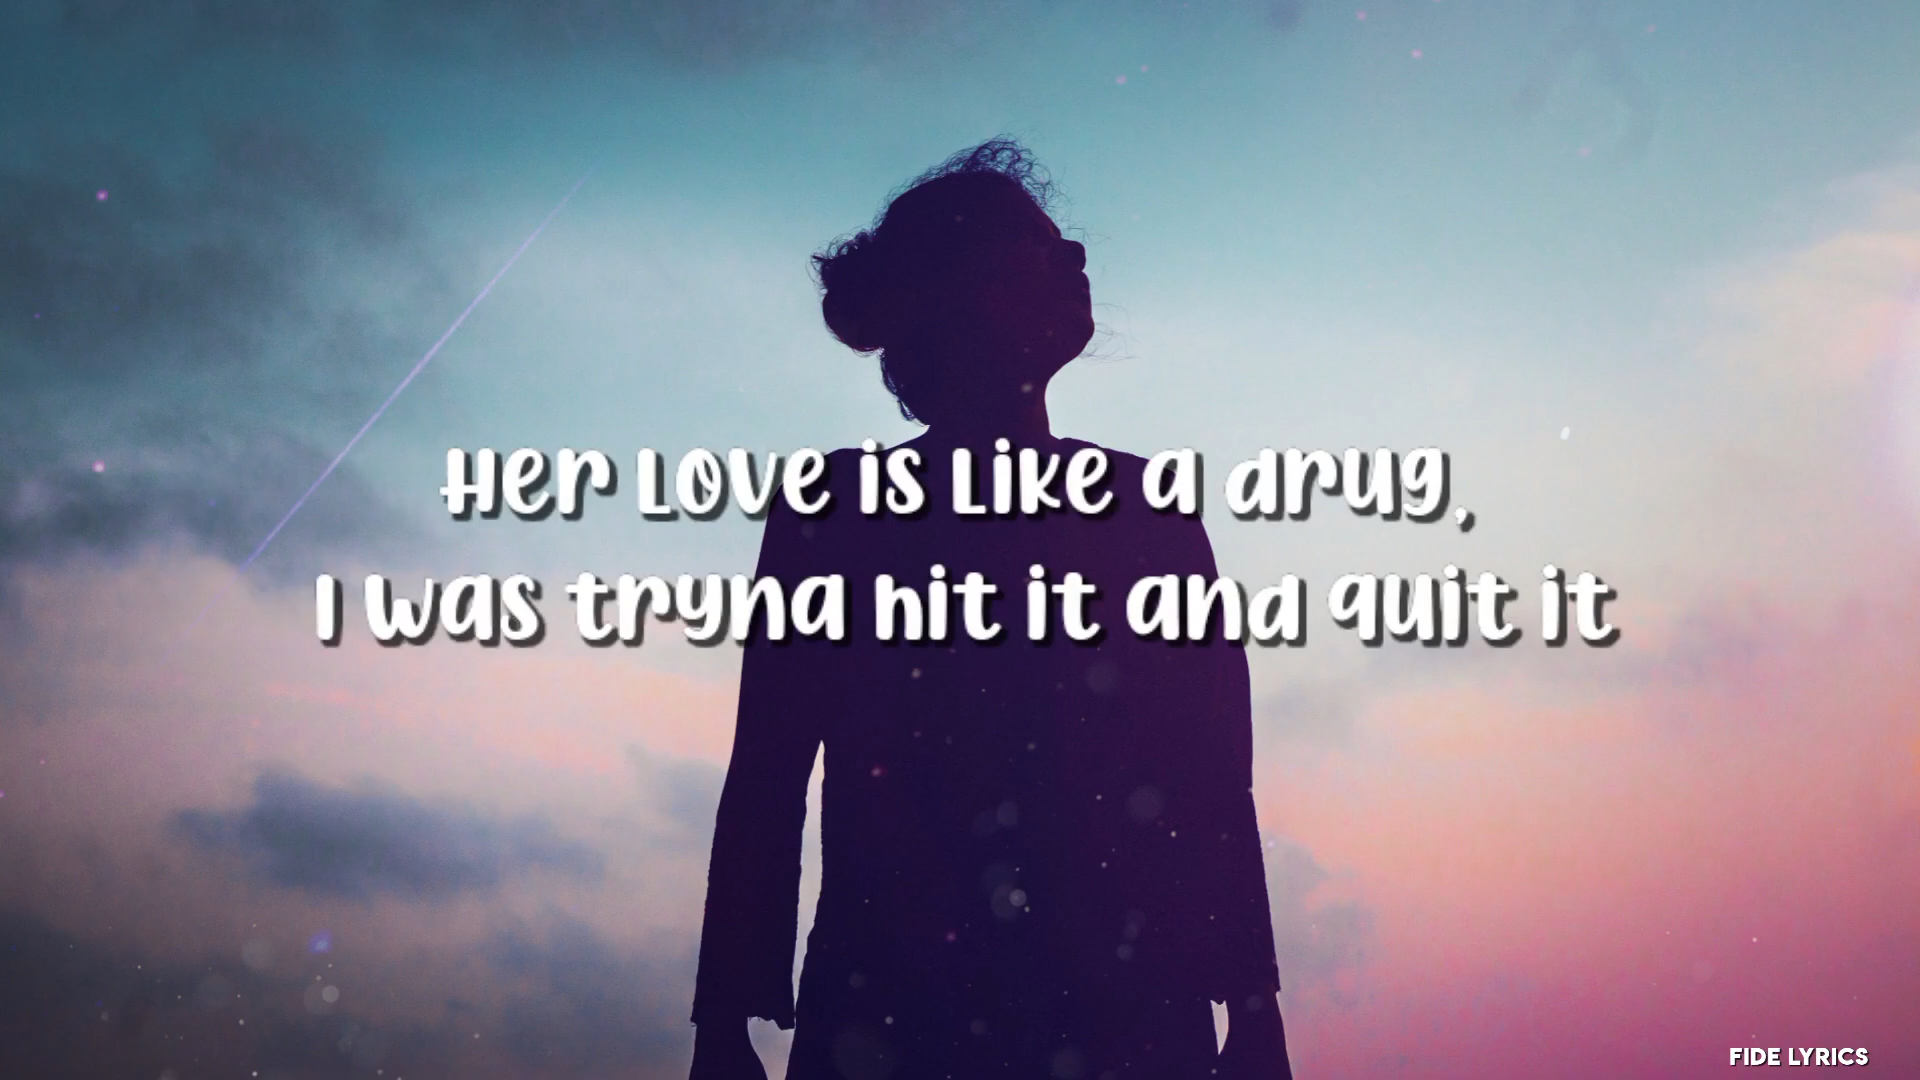 Her Love is Like a drug,
I was tryna hit it and quit it
FIDE LYRICS